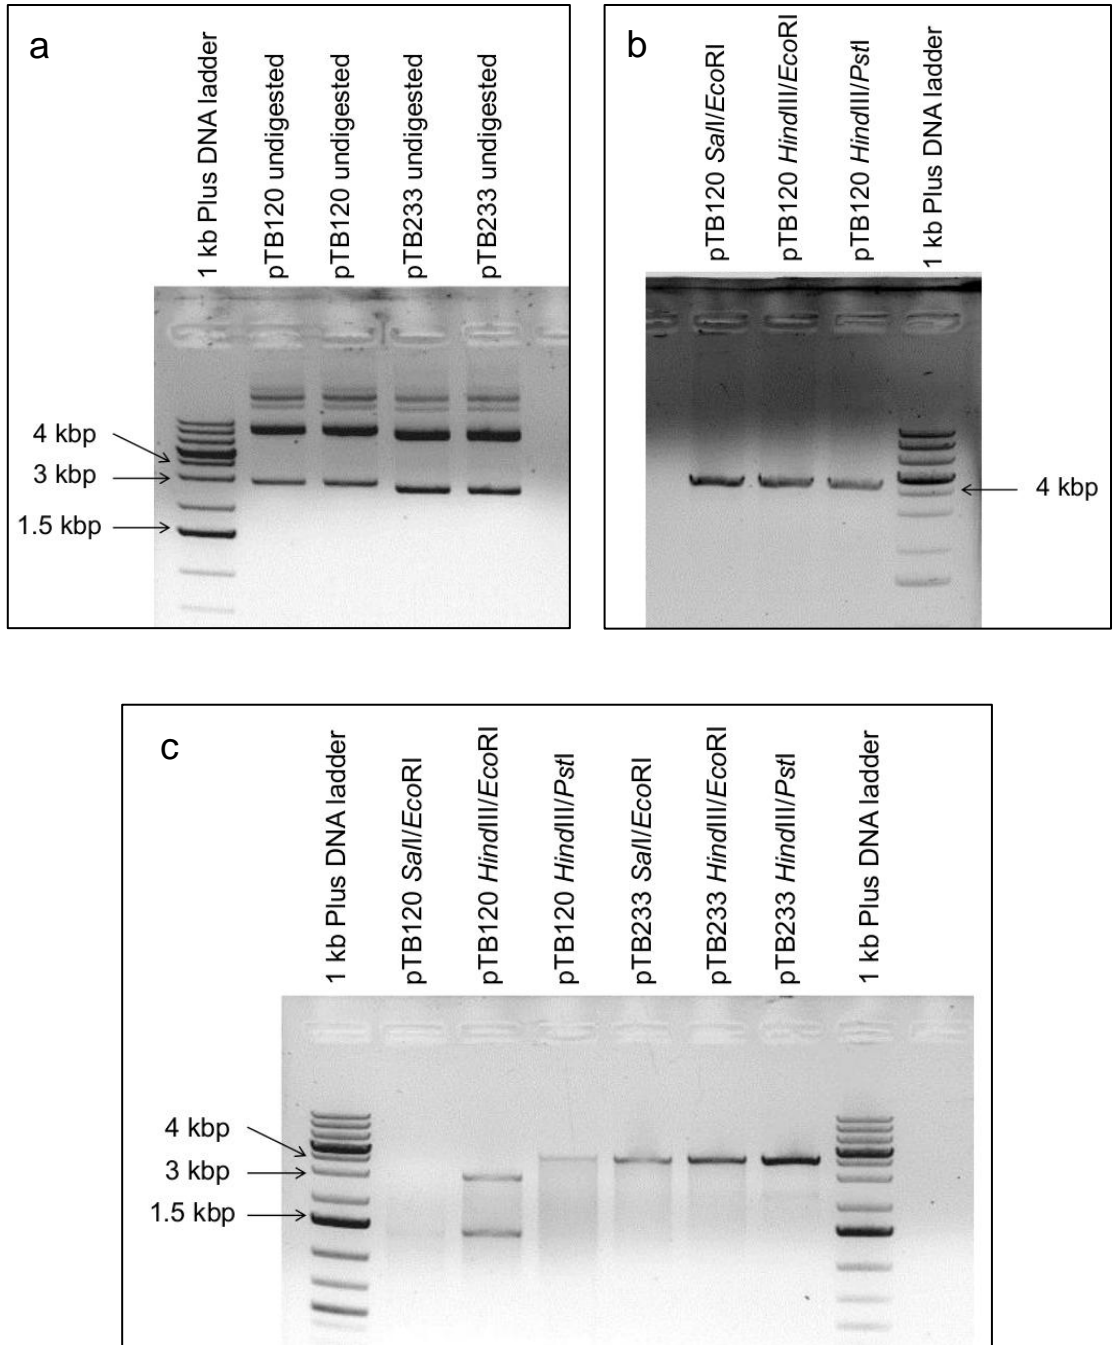 a
1 kb Plus DNA ladder
pTB120 undigested
pTB120 undigested
pTB233 undigested
pTB233 undigested
4 kbp
3 kbp
1.5 kbp
b
pTB120 SalI/EcoRI
pTB120 HindIII/EcoRI
pTB120 HindIII/PstI
1 kb Plus DNA ladder
4 kbp
c
1 kb Plus DNA ladder
pTB120 SalI/EcoRI
pTB120 HindIII/EcoRI
pTB120 HindIII/PstI
pTB233 SalI/EcoRI
pTB233 HindIII/EcoRI
pTB233 HindIII/PstI
1 kb Plus DNA ladder
4 kbp
3 kbp
1.5 kbp